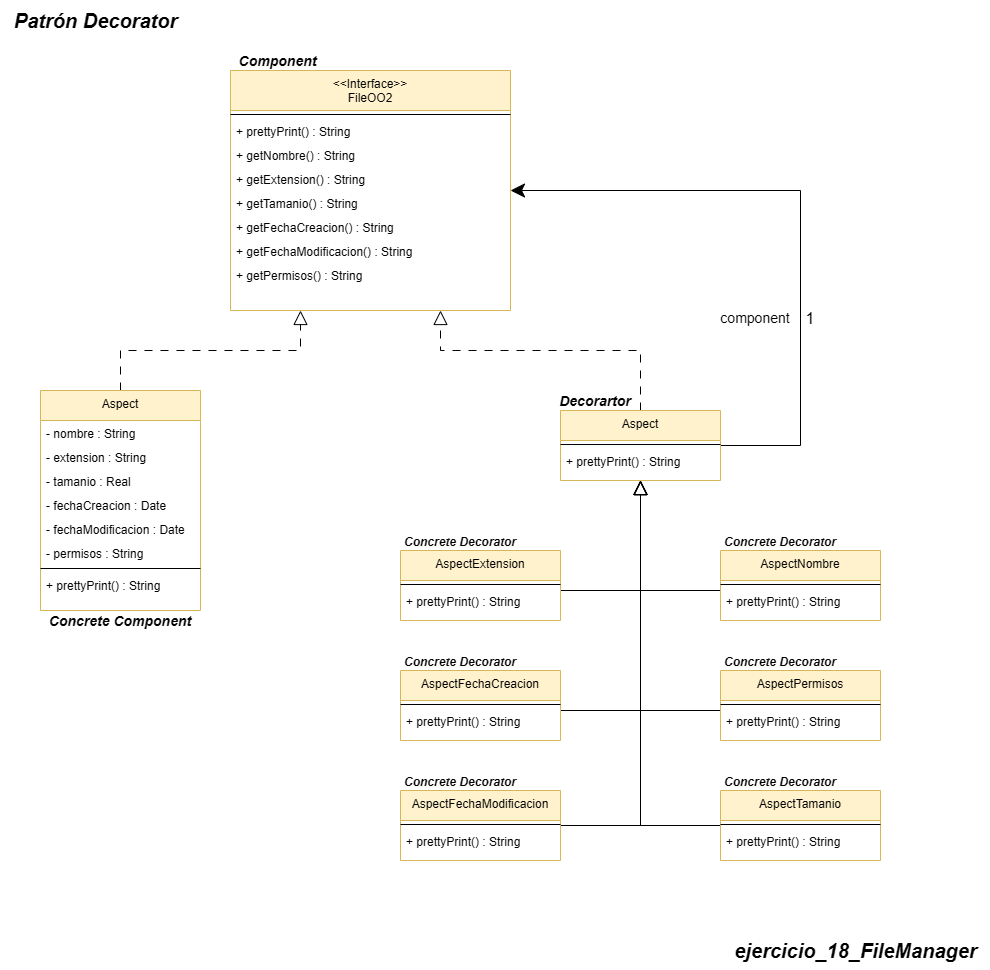 Patrón Decorator
Component
<<Interface>>
FileOO2
+ prettyPrint() : String
+ getNombre() : String
+ getExtension() : String
+ getTamanio() : String
+ getFechaCreacion() : String
+ getFechaModificacion() : String
+ getPermisos() : String
component 1
Aspect
- nombre : String
- extension : String
- tamanio : Real
- fechaCreacion : Date
- fechaModificacion : Date
- permisos : String
+ prettyPrint() : String
Concrete Component
Decorartor
Aspect
+ prettyPrint() : String
Concrete Decorator
AspectExtension
+ prettyPrint() : String
Concrete Decorator
AspectNombre
+ prettyPrint() : String
Concrete Decorator
AspectFechaCreacion
+ prettyPrint() : String
Concrete Decorator
AspectPermisos
+ prettyPrint() : String
Concrete Decorator
AspectFechaModificacion
+ prettyPrint() : String
Concrete Decorator
AspectTamanio
+ prettyPrint() : String
ejercicio_18_FileManager